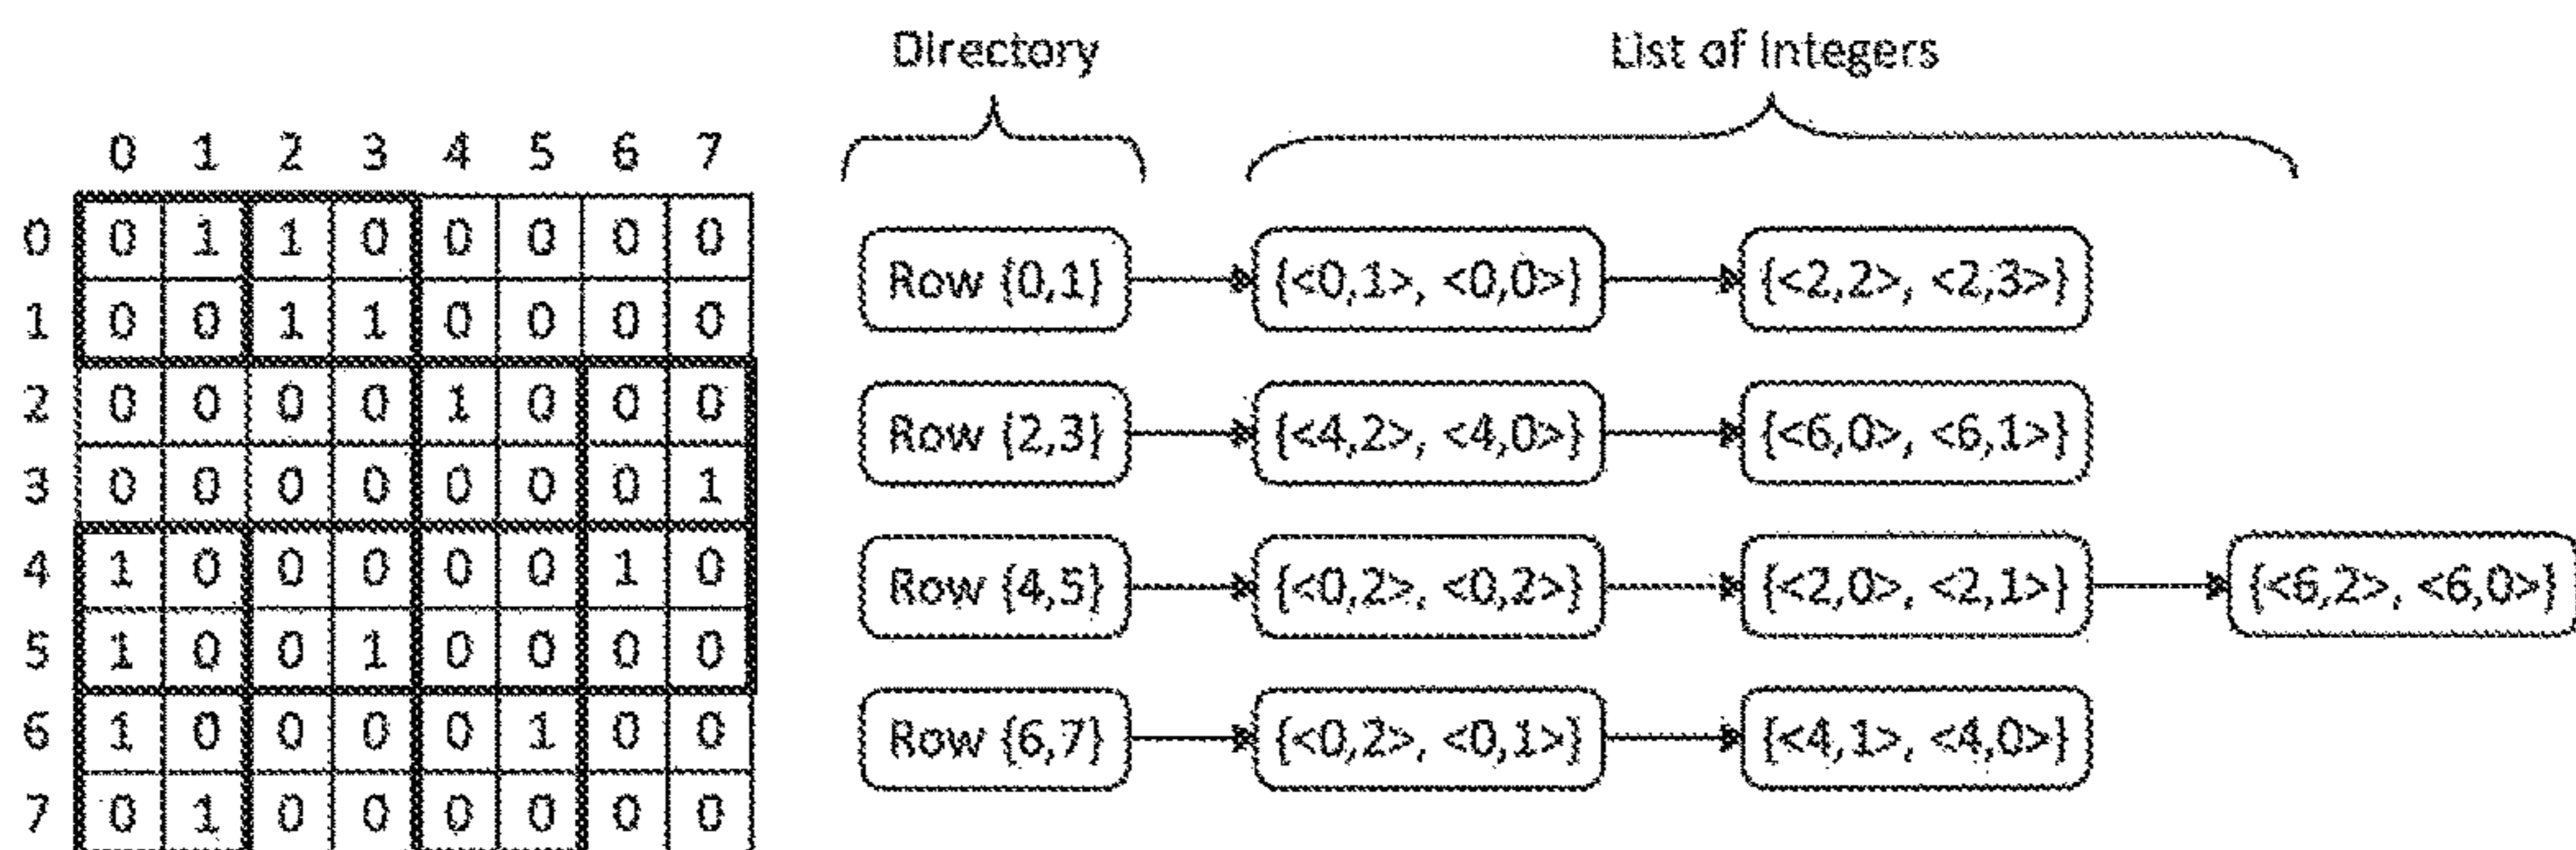 Directory List of Integers
0 1 2 3 4 5 6 7
0 0 1 1 0 0 0 0 0
1 0 0 1 1 0 0 0 0
2 0 0 0 0 1 0 0 0
3 0 0 0 0 0 0 0 1
4 1 0 0 0 0 0 1 0
5 1 0 0 1 0 0 0 0
6 1 0 0 0 0 1 0 0
7 0 1 0 0 0 0 0 0
Row {0,1} {<0,1>, <0,0>} {<2,2>, <2,3>}
Row {2,3} {<4,2>, <4,0>} {<6,0>, <6,1>}
Row {4,5} {<0,2>, <0,2>} {<2,0>, <2,1>} {<6,2>, <6,0>}
Row {6,7} {<0,2>, <0,1>} {<4,1>, <4,0>}